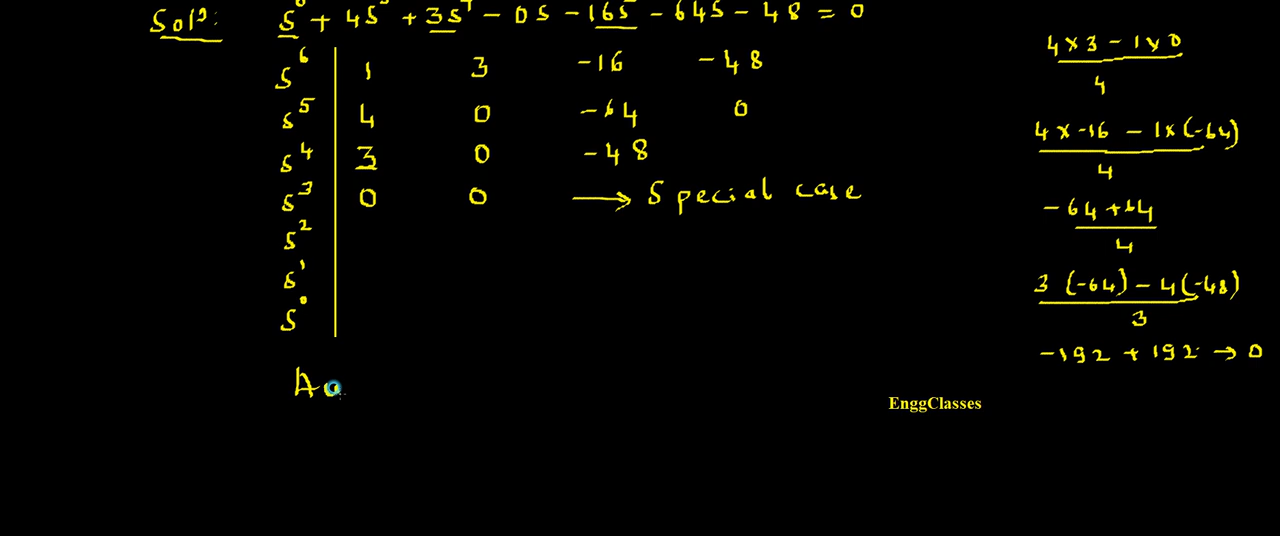 Solⁿ: S⁶ + 4S⁵ + 3S⁴ - 0S - 16S - 64S - 48 = 0
S⁶ 1 3 -16 -48
S⁵ 4 0 -64 0
S⁴ 3 0 -48
S³ 0 0 → Special case
S²
S¹
S⁰
A
4 x 3 - 1 x 0
4
4 x -16 - 1 x (-64)
4
-64 + 64
4
3 (-64) - 4 (-48)
3
-192 + 192 → 0
EnggClasses